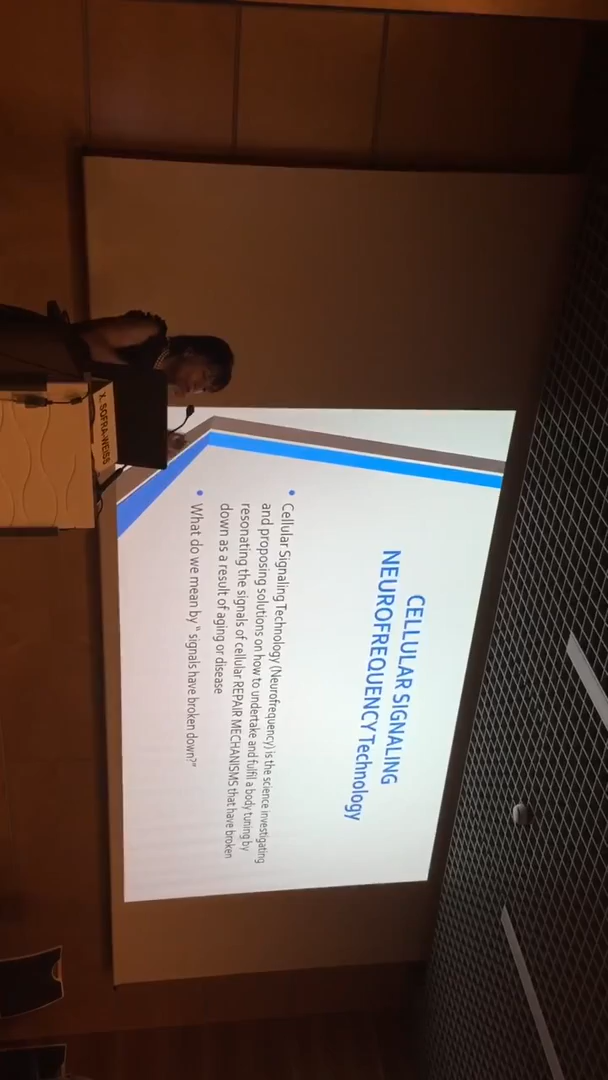 CELLULAR SIGNALING
NEUROFREQUENCY Technology
• Cellular Signaling Technology (Neurofrequency) is the science investigating
and proposing solutions on how to undertake and fulfil a body tuning by
resonating the signals of cellular REPAIR MECHANISMS that have broken
down as a result of aging or disease
• What do we mean by " signals have broken down?"
X. SOFRA-WEISS